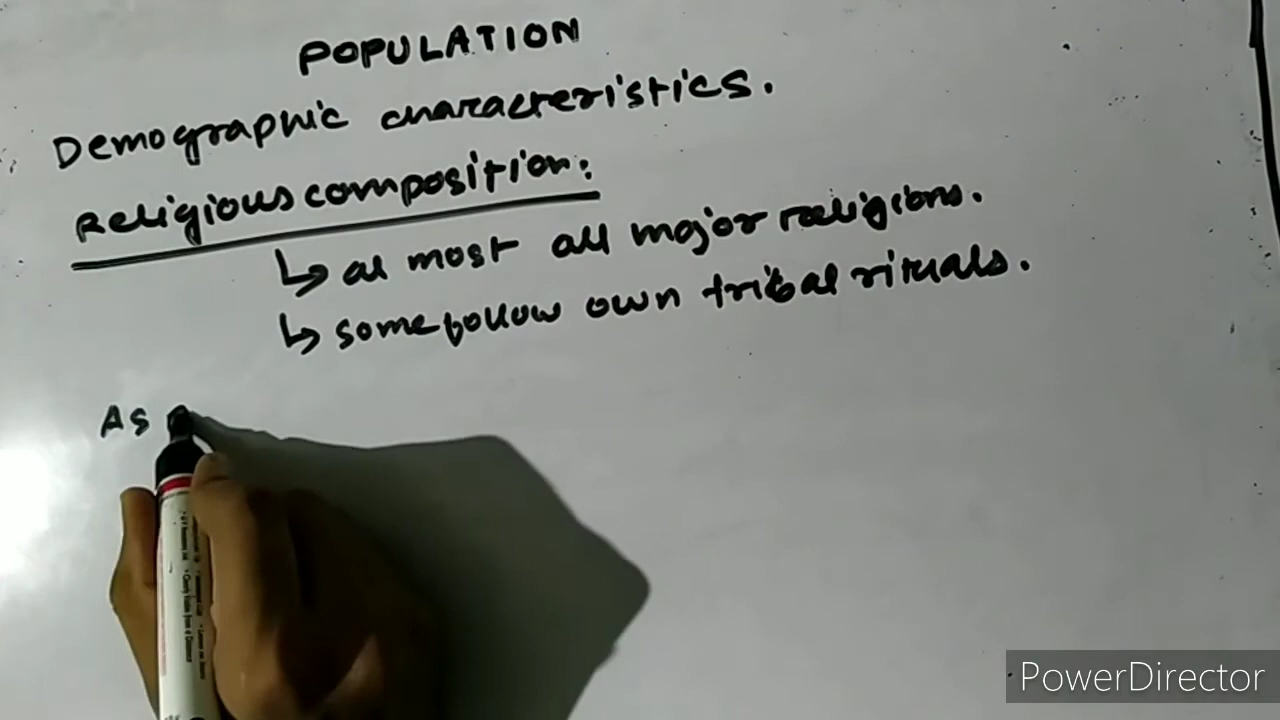 POPULATION
Demographic characteristics.
Religious composition:
↳ al most all major religions.
↳ some follow own tribal rituals.
As
PowerDirector